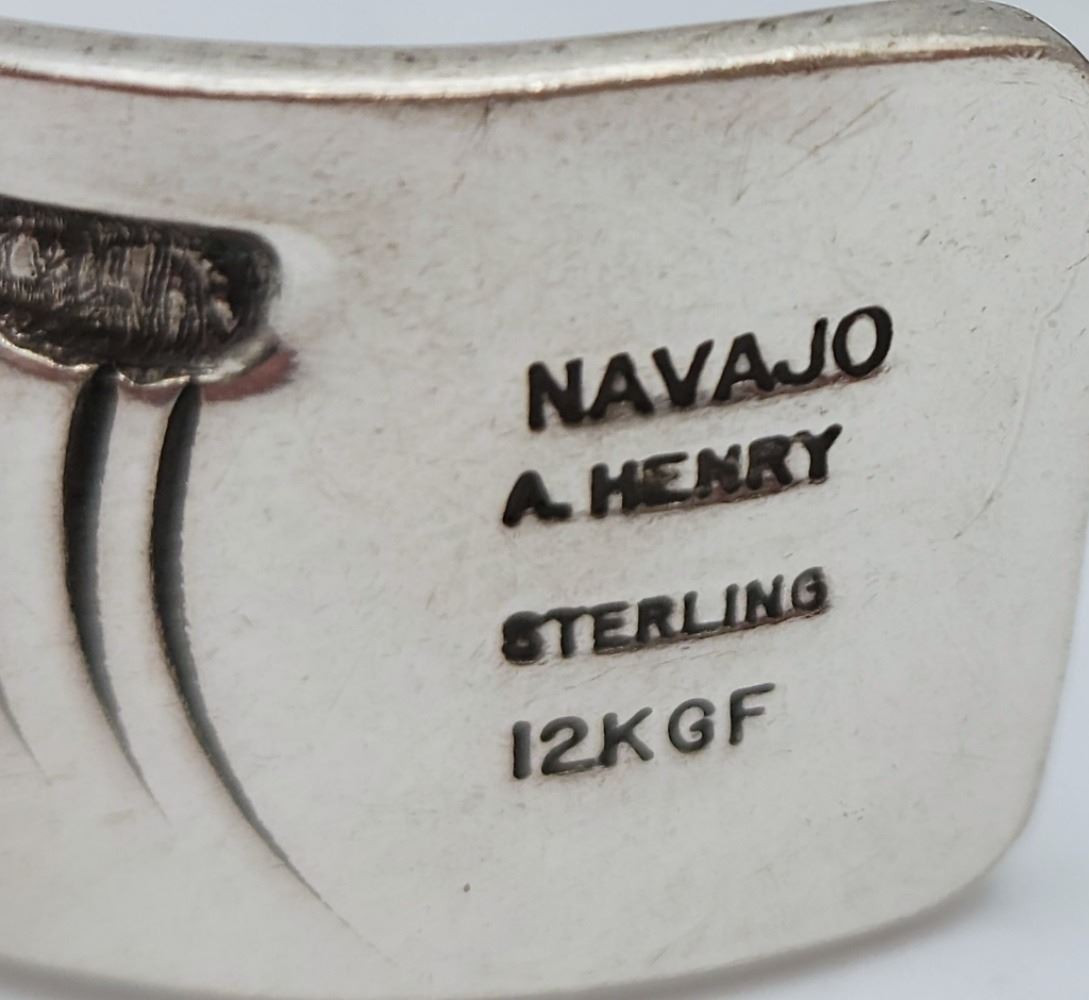 NAVAJO
A. HENRY
STERLING
12KGF